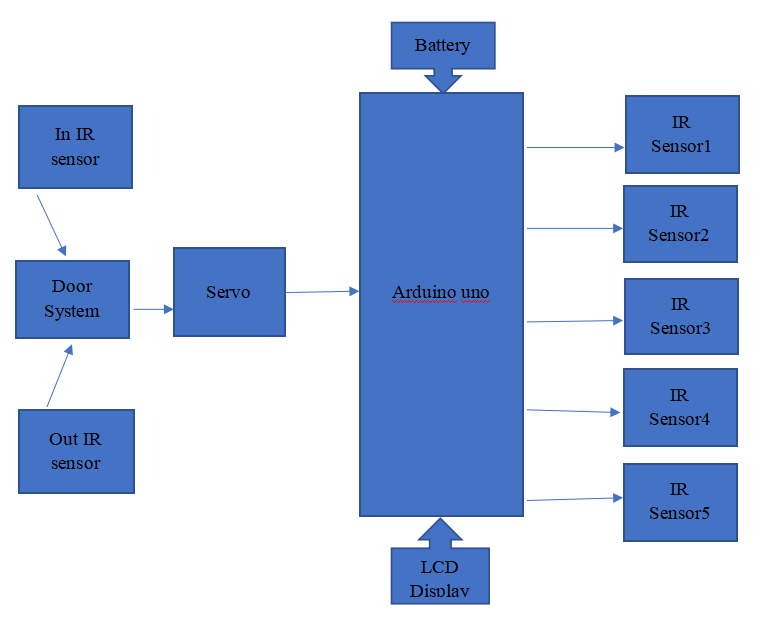 Battery
In IR
sensor
Door
System
Out IR
sensor
Servo
Arduino uno
LCD
Display
IR
Sensor1
IR
Sensor2
IR
Sensor3
IR
Sensor4
IR
Sensor5